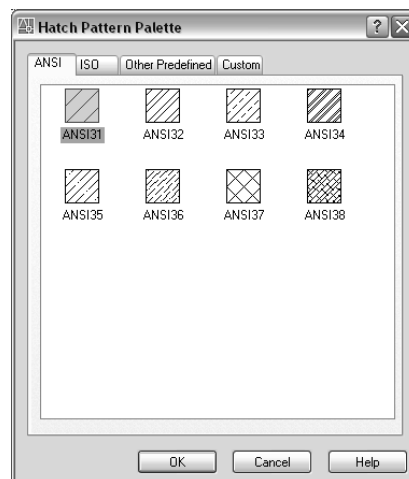 Hatch Pattern Palette
ANSI ISO Other Predefined Custom
ANSI31 ANSI32 ANSI33 ANSI34
ANSI35 ANSI36 ANSI37 ANSI38
OK Cancel Help